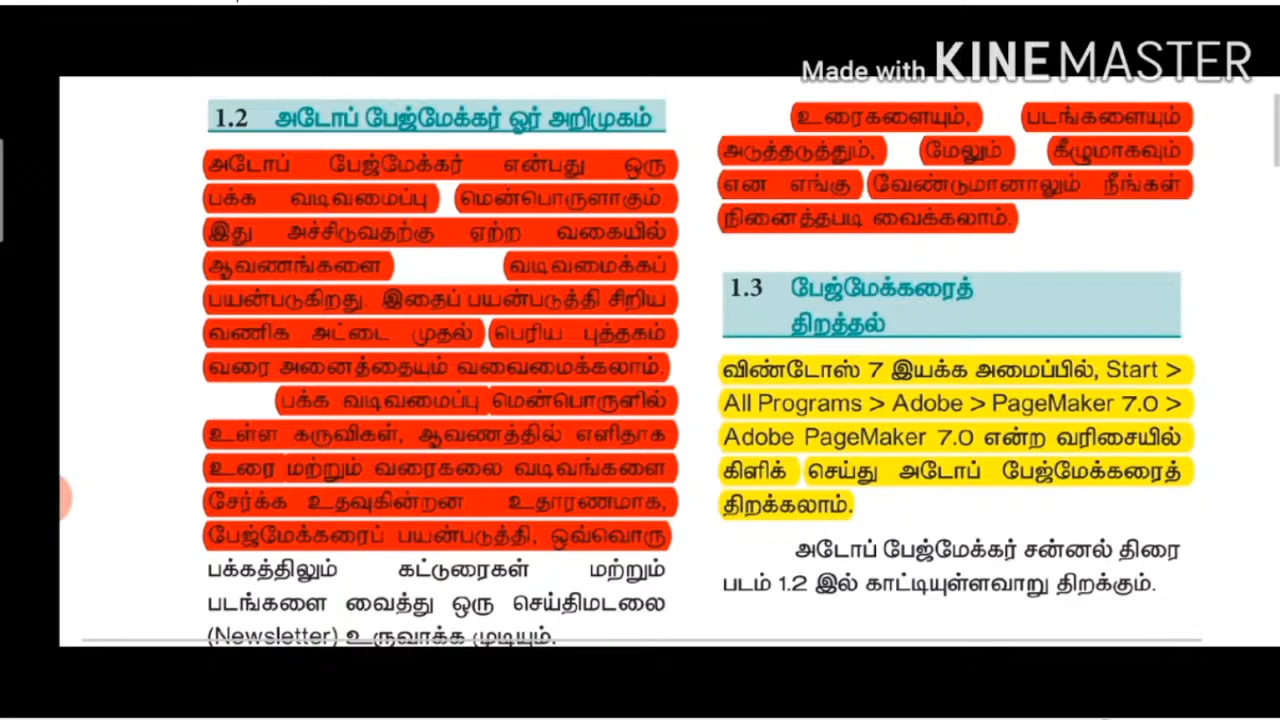 Made with KINEMASTER
1.2 அடோப் பேஜ்மேக்கர் ஓர் அறிமுகம்
அடோப் பேஜ்மேக்கர் என்பது ஒரு
பக்க வடிவமைப்பு மென்பொருளாகும்.
இது அச்சிடுவதற்கு ஏற்ற வகையில்
ஆவணங்களை வடிவமைக்கப்
பயன்படுகிறது. இதைப் பயன்படுத்தி சிறிய
வணிக அட்டை முதல் பெரிய புத்தகம்
வரை அனைத்தையும் வவைமைக்கலாம்.
பக்க வடிவமைப்பு மென்பொருளில்
உள்ள கருவிகள், ஆவணத்தில் எளிதாக
உரை மற்றும் வரைகலை வடிவங்களை
சேர்க்க உதவுகின்றன உதாரணமாக,
பேஜ்மேக்கரைப் பயன்படுத்தி, ஒவ்வொரு
பக்கத்திலும் கட்டுரைகள் மற்றும்
படங்களை வைத்து ஒரு செய்திமடலை
(Newsletter) உருவாக்க முடியும்.
உரைகளையும், படங்களையும்
அடுத்தடுத்தும், மேலும் கீழுமாகவும்
என எங்கு வேண்டுமானாலும் நீங்கள்
நினைத்தபடி வைக்கலாம்.
1.3 பேஜ்மேக்கரைத்
திறத்தல்
விண்டோஸ் 7 இயக்க அமைப்பில், Start >
All Programs > Adobe > PageMaker 7.0 >
Adobe PageMaker 7.0 என்ற வரிசையில்
கிளிக் செய்து அடோப் பேஜ்மேக்கரைத்
திறக்கலாம்.
அடோப் பேஜ்மேக்கர் சன்னல் திரை
படம் 1.2 இல் காட்டியுள்ளவாறு திறக்கும்.